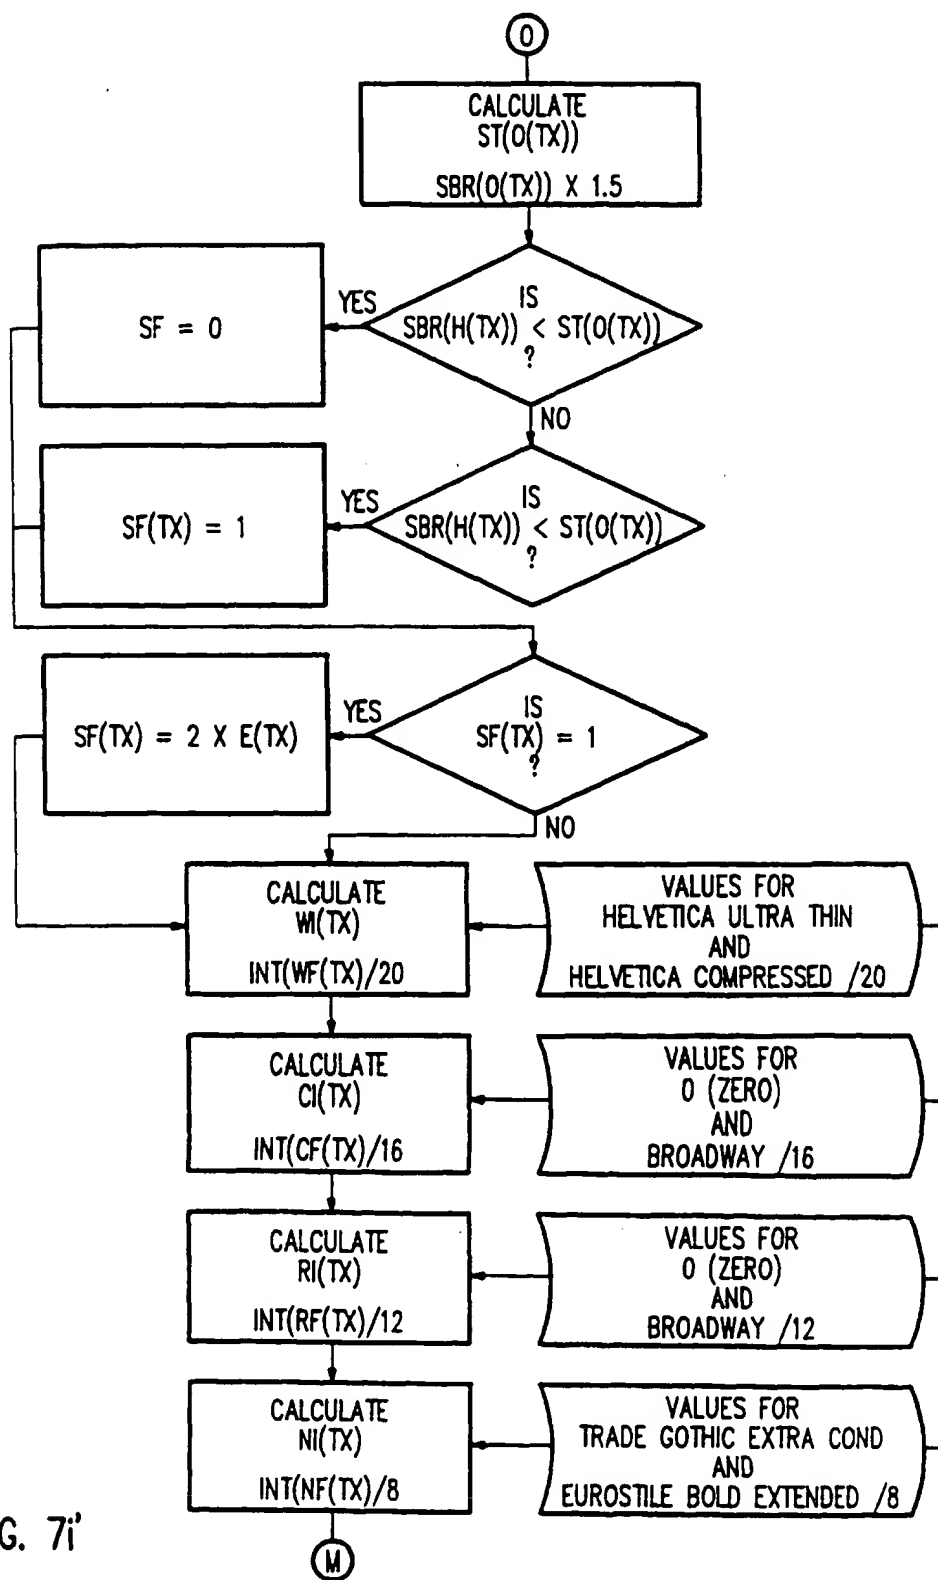 O
CALCULATE
ST(O(TX))
SBR(O(TX)) X 1.5
IS
SBR(H(TX)) < ST(O(TX))
?
YES
SF = 0
NO
IS
SBR(H(TX)) < ST(O(TX))
?
YES
SF(TX) = 1
IS
SF(TX) = 1
?
YES
SF(TX) = 2 X E(TX)
NO
CALCULATE
WI(TX)
INT(WF(TX)/20
VALUES FOR
HELVETICA ULTRA THIN
AND
HELVETICA COMPRESSED /20
CALCULATE
CI(TX)
INT(CF(TX)/16
VALUES FOR
0 (ZERO)
AND
BROADWAY /16
CALCULATE
RI(TX)
INT(RF(TX)/12
VALUES FOR
0 (ZERO)
AND
BROADWAY /12
CALCULATE
NI(TX)
INT(NF(TX)/8
VALUES FOR
TRADE GOTHIC EXTRA COND
AND
EUROSTILE BOLD EXTENDED /8
G. 7i'
M